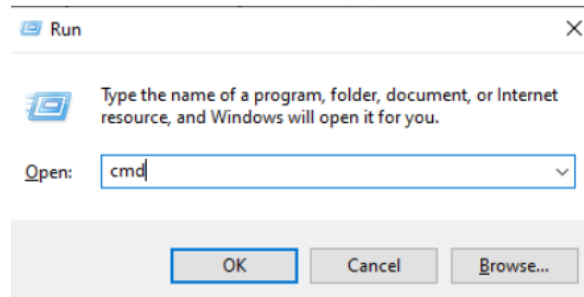 Run
Type the name of a program, folder, document, or Internet
resource, and Windows will open it for you.
Open: cmd
OK Cancel Browse...